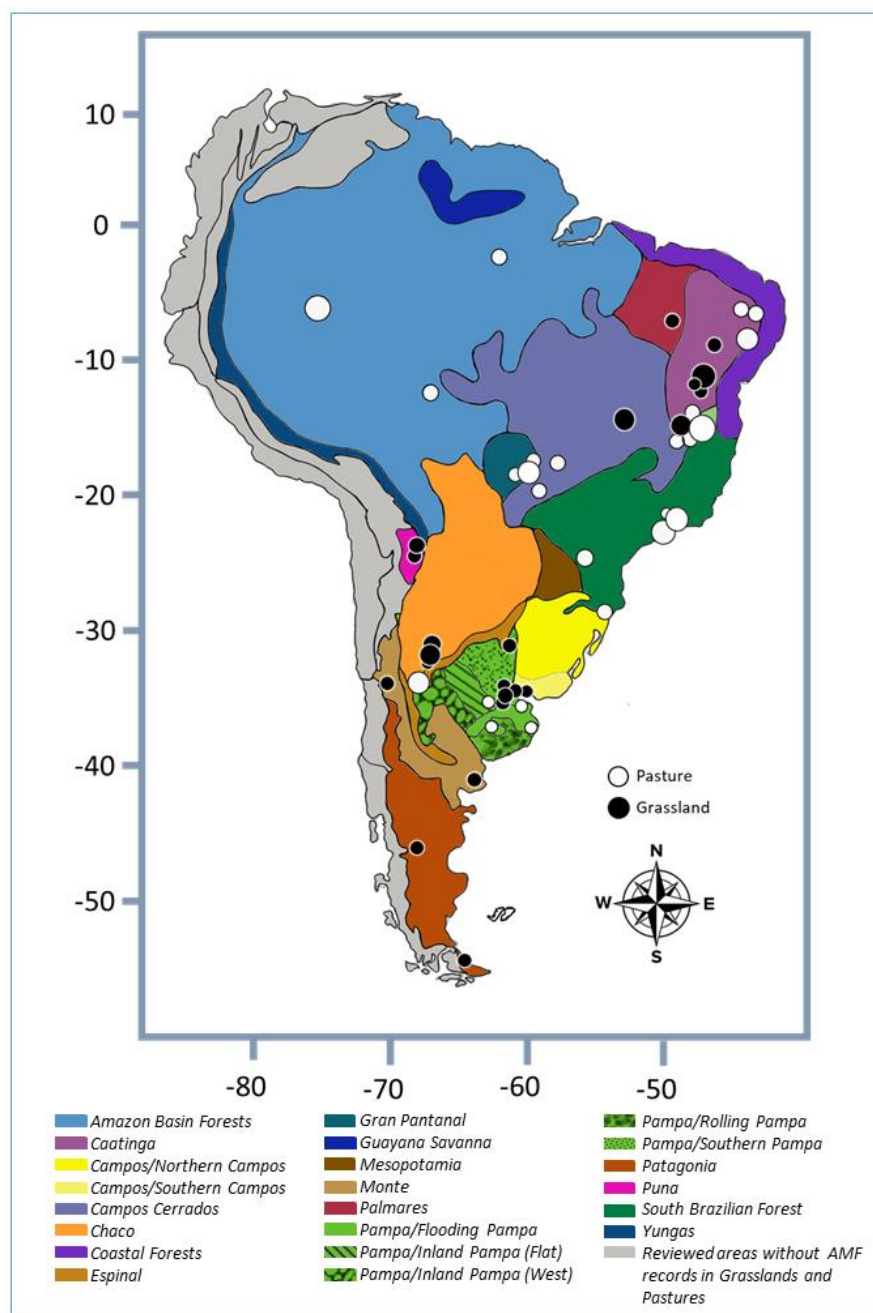 10
0
-10
-20
-30
-40
-50
Pasture
Grassland
N
W E
S
-80 -70 -60 -50
Amazon Basin Forests
Caatinga
Campos/Northern Campos
Campos/Southern Campos
Campos Cerrados
Chaco
Coastal Forests
Espinal
Gran Pantanal
Guayana Savanna
Mesopotamia
Monte
Palmares
Pampa/Flooding Pampa
Pampa/Inland Pampa (Flat)
Pampa/Inland Pampa (West)
Pampa/Rolling Pampa
Pampa/Southern Pampa
Patagonia
Puna
South Brazilian Forest
Yungas
Reviewed areas without AMF
records in Grasslands and
Pastures